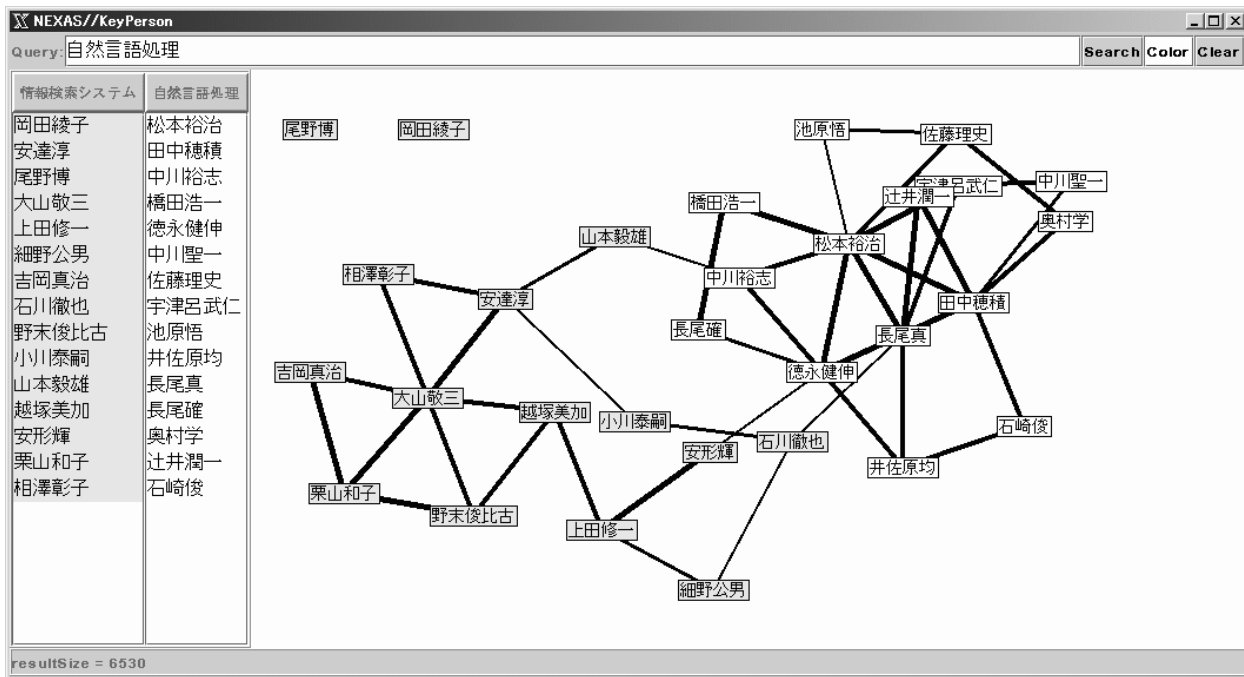 NEXAS//KeyPerson
Query: 自然言語処理 Search Color Clear
情報検索システム 自然言語処理
岡田綾子 松本裕治
安達淳 田中穂積
尾野博 中川裕志
大山敬三 橋田浩一
上田修一 徳永健伸
細野公男 中川聖一
吉岡真治 佐藤理史
石川徹也 宇津呂武仁
野末俊比古 池原悟
小川泰嗣 井佐原均
山本毅雄 長尾真
越塚美加 長尾確
安形輝 奥村学
栗山和子 辻井潤一
相澤彰子 石崎俊
尾野博 岡田綾子 池原悟 佐藤理史
宇津呂武仁 中川聖一
辻井潤一
橋田浩一
奥村学
山本毅雄 松本裕治
相澤彰子 中川裕志
安達淳 田中穂積
長尾確 長尾真
吉岡真治 徳永健伸
大山敬三
越塚美加 小川泰嗣 石崎俊
安形輝 石川徹也
井佐原均
栗山和子
野末俊比古
上田修一
細野公男
resultSize = 6530